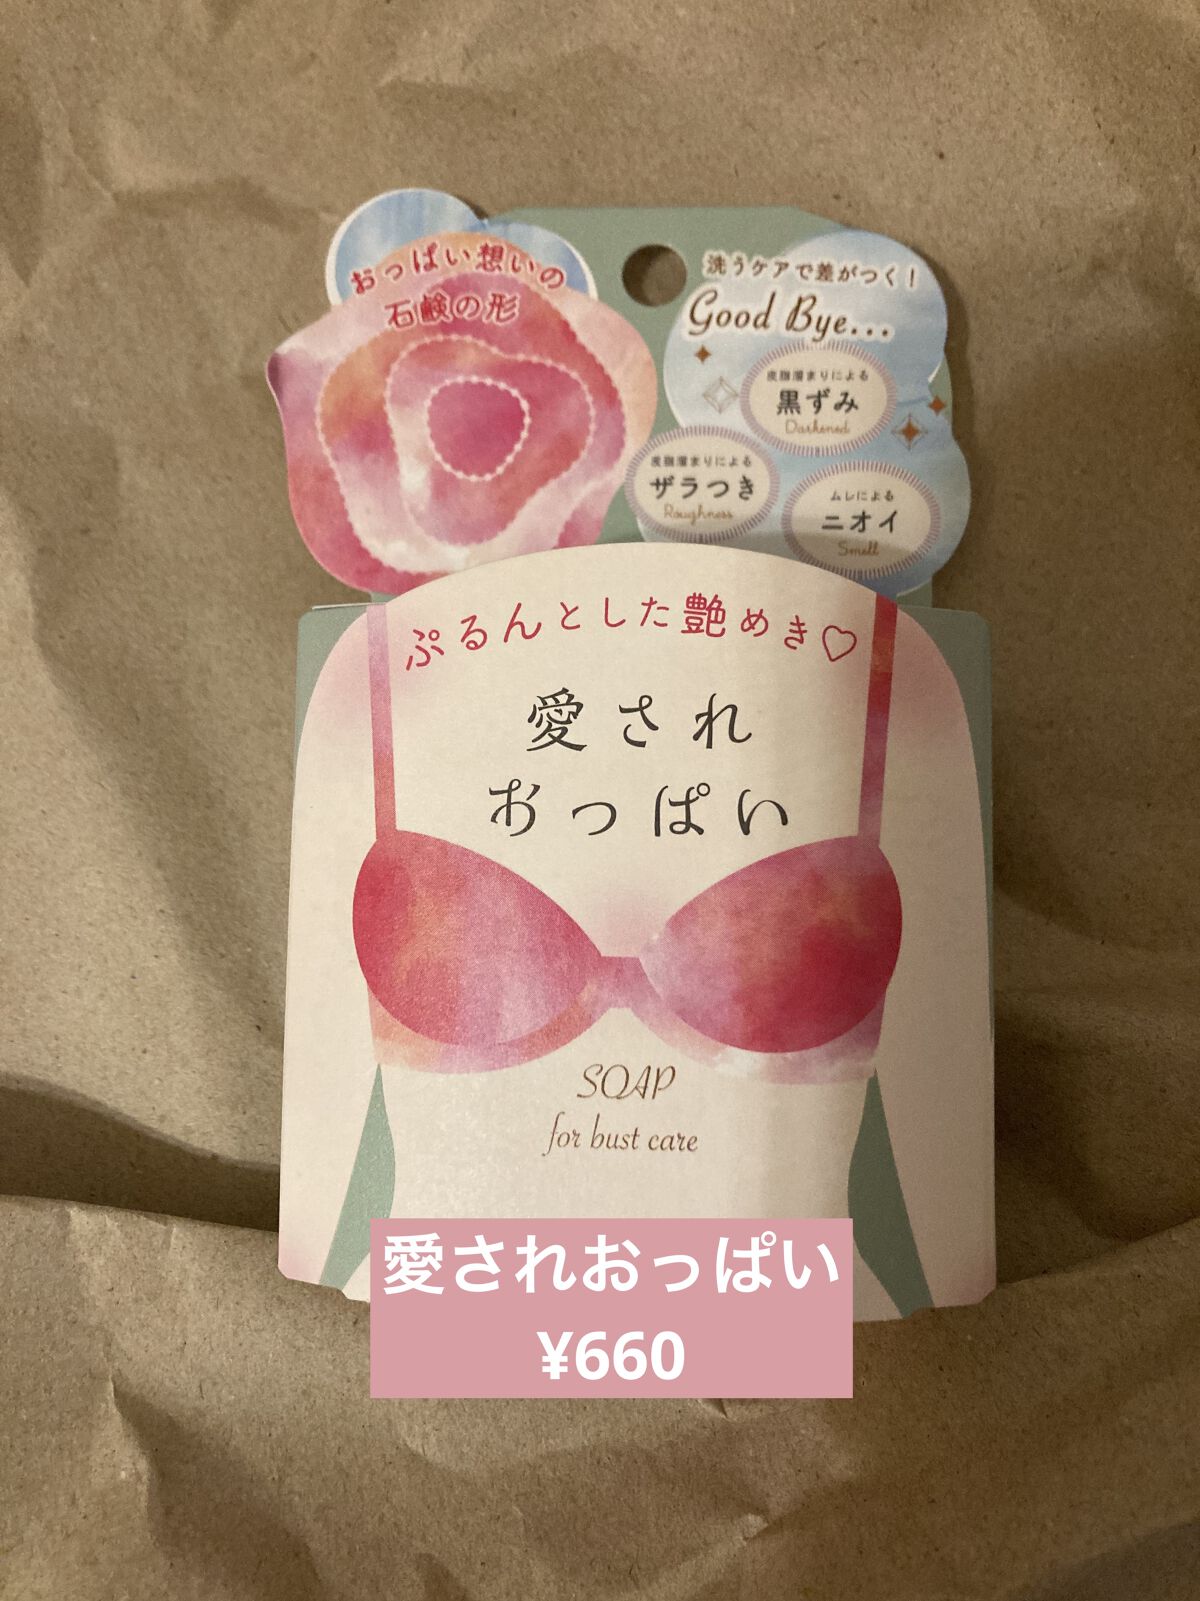 おっぱい想いの
石鹸の形
洗うケアで差がつく！
Good Bye...
皮脂溜まりによる
黒ずみ
Darkened
皮脂溜まりによる
ザラつき
Roughness
ムレによる
ニオイ
Smell
ぷるんとした艶めき♡
愛され
おっぱい
SOAP
for bust care
愛されおっぱい
¥660